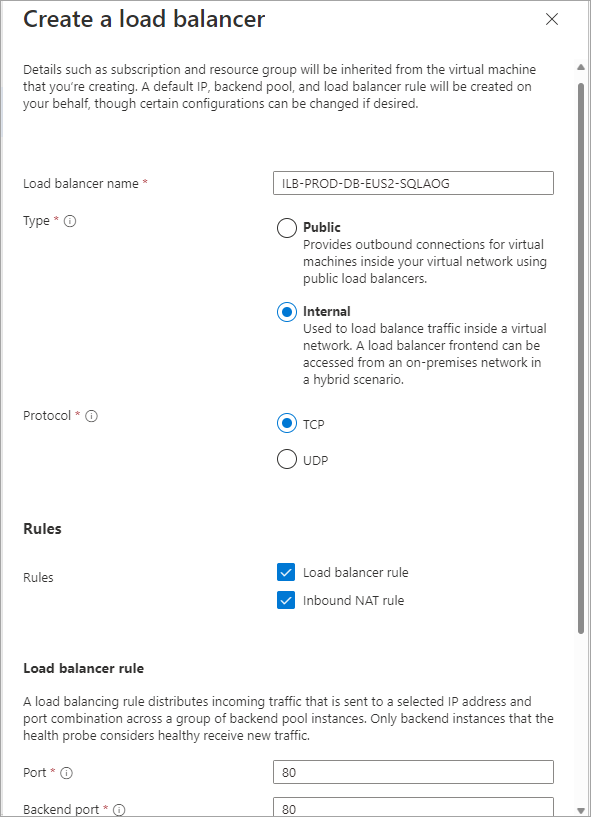 Create a load balancer
Details such as subscription and resource group will be inherited from the virtual machine
that you're creating. A default IP, backend pool, and load balancer rule will be created on
your behalf, though certain configurations can be changed if desired.
Load balancer name *
ILB-PROD-DB-EUS2-SQLAOG
Type *
Public
Provides outbound connections for virtual
machines inside your virtual network using
public load balancers.
Internal
Used to load balance traffic inside a virtual
network. A load balancer frontend can be
accessed from an on-premises network in
a hybrid scenario.
Protocol *
TCP
UDP
Rules
Rules
Load balancer rule
Inbound NAT rule
Load balancer rule
A load balancing rule distributes incoming traffic that is sent to a selected IP address and
port combination across a group of backend pool instances. Only backend instances that the
health probe considers healthy receive new traffic.
Port *
80
Backend port *
80